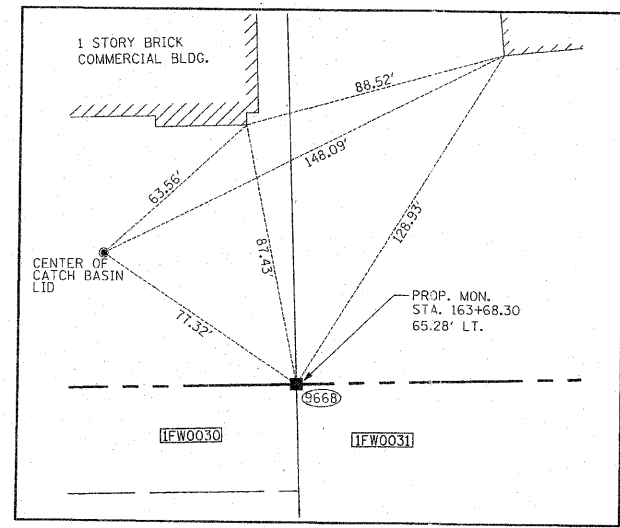 1 STORY BRICK
COMMERCIAL BLDG.
88.52'
148.09'
63.56'
128.93'
87.43'
CENTER OF
CATCH BASIN
LID
77.32'
PROP. MON.
STA. 163+68.30
65.28' LT.
9668
1FW0030
1FW0031